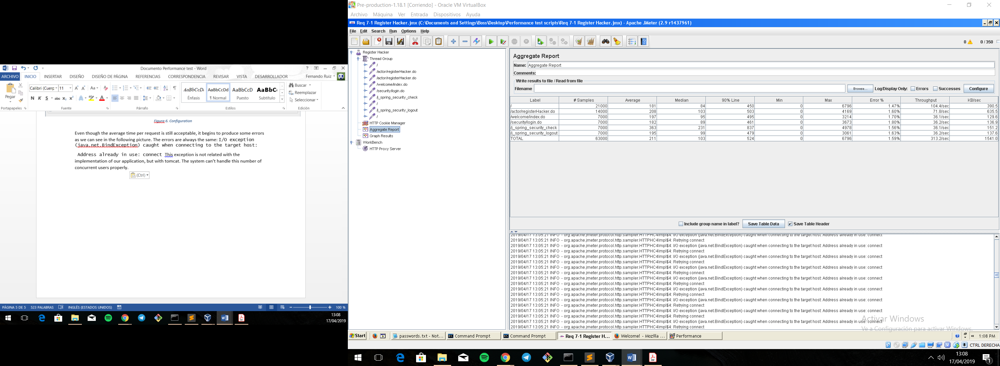 Documento Performance test - Word
ARCHIVO INICIO INSERTAR DISEÑO DISEÑO DE PÁGINA REFERENCIAS CORRESPONDENCIA REVISAR VISTA DESARROLLADOR Fernando Ruiz
Pegar
Calibri (Cuerp 11
N K S abc x₂ x²
AaBbCcD. AaBbCcDd AaBbCcD AaBbC
Énfasis ¶ Normal Puesto Subtítulo
Buscar
Reemplazar
Seleccionar
Portapapeles Fuente Párrafo Estilos Edición
Figura 6. Configuration
Even though the average time per request is still acceptable, it begins to produce some errors
as we can see in the following picture. The errors are always the same: I/O exception
(java.net.BindException) caught when connecting to the target host:
Address already in use: connect This exception is not related with the
implementation of our application, but with tomcat. The system can't handle this number of
concurrent users properly.
(Ctrl)
PÁGINA 5 DE 5 523 PALABRAS INGLÉS (ESTADOS UNIDOS) 100 %
13:08
17/04/2019
Pre-production-1.18.1 [Corriendo] - Oracle VM VirtualBox
Archivo Máquina Ver Entrada Dispositivos Ayuda
Req 7-1 Register Hacker.jmx (C:\Documents and Settings\Boss\Desktop\Performance test scripts\Req 7-1 Register Hacker.jmx) - Apache JMeter (2.9 r1437961)
File Edit Search Run Options Help
0 0 / 350
Register Hacker
Thread Group
/
/actor/registerHacker.do
/actor/registerHacker.do
/welcome/index.do
/security/login.do
/j_spring_security_check
/
/j_spring_security_logout
/
HTTP Cookie Manager
Aggregate Report
Graph Results
WorkBench
HTTP Proxy Server
Aggregate Report
Name: Aggregate Report
Comments:
Write results to file / Read from file
Filename Browse... Log/Display Only: Errors Successes Configure
Label # Samples Average Median 90% Line Min Max Error % Throughput KB/sec
/ 21000 181 84 450 0 6796 1.47% 104.4/sec 390.5
/actor/registerHacker.do 14000 208 103 503 0 4169 1.60% 71.8/sec 635.5
/welcome/index.do 7000 197 95 495 0 3214 1.70% 36.1/sec 129.6
/security/login.do 7000 182 89 461 0 3673 1.80% 36.2/sec 136.9
/j_spring_security_check 7000 363 231 837 0 4978 1.56% 36.1/sec 151.2
/j_spring_security_logout 7000 195 99 479 0 3061 1.63% 36.2/sec 137.6
TOTAL 63000 211 103 524 0 6796 1.59% 313.2/sec 1541.0
Include group name in label? Save Table Data Save Table Header
2019/04/17 13:05:21 INFO - org.apache.jmeter.protocol.http.sampler.HTTPHC4Impl$4: I/O exception (java.net.BindException) caught when connecting to the target host: Address already in use: connect
2019/04/17 13:05:21 INFO - org.apache.jmeter.protocol.http.sampler.HTTPHC4Impl$4: Retrying connect
2019/04/17 13:05:21 INFO - org.apache.jmeter.protocol.http.sampler.HTTPHC4Impl$4: I/O exception (java.net.BindException) caught when connecting to the target host: Address already in use: connect
2019/04/17 13:05:21 INFO - org.apache.jmeter.protocol.http.sampler.HTTPHC4Impl$4: Retrying connect
2019/04/17 13:05:21 INFO - org.apache.jmeter.protocol.http.sampler.HTTPHC4Impl$4: I/O exception (java.net.BindException) caught when connecting to the target host: Address already in use: connect
2019/04/17 13:05:21 INFO - org.apache.jmeter.protocol.http.sampler.HTTPHC4Impl$4: Retrying connect
2019/04/17 13:05:21 INFO - org.apache.jmeter.protocol.http.sampler.HTTPHC4Impl$4: I/O exception (java.net.BindException) caught when connecting to the target host: Address already in use: connect
2019/04/17 13:05:21 INFO - org.apache.jmeter.protocol.http.sampler.HTTPHC4Impl$4: Retrying connect
2019/04/17 13:05:21 INFO - org.apache.jmeter.protocol.http.sampler.HTTPHC4Impl$4: I/O exception (java.net.BindException) caught when connecting to the target host: Address already in use: connect
2019/04/17 13:05:21 INFO - org.apache.jmeter.protocol.http.sampler.HTTPHC4Impl$4: Retrying connect
2019/04/17 13:05:21 INFO - org.apache.jmeter.protocol.http.sampler.HTTPHC4Impl$4: I/O exception (java.net.BindException) caught when connecting to the target host: Address already in use: connect
2019/04/17 13:05:21 INFO - org.apache.jmeter.protocol.http.sampler.HTTPHC4Impl$4: Retrying connect
2019/04/17 13:05:21 INFO - org.apache.jmeter.protocol.http.sampler.HTTPHC4Impl$4: I/O exception (java.net.BindException) caught when connecting to the target host: Address already in use: connect
2019/04/17 13:05:21 INFO - org.apache.jmeter.protocol.http.sampler.HTTPHC4Impl$4: Retrying connect
2019/04/17 13:05:21 INFO - org.apache.jmeter.protocol.http.sampler.HTTPHC4Impl$4: I/O exception (java.net.BindException) caught when connecting to the target host: Address already in use: connect
2019/04/17 13:05:21 INFO - org.apache.jmeter.protocol.http.sampler.HTTPHC4Impl$4: Retrying connect
2019/04/17 13:05:21 INFO - org.apache.jmeter.protocol.http.sampler.HTTPHC4Impl$4: I/O exception (java.net.BindException) caught when connecting to the target host: Address already in use: connect
2019/04/17 13:05:21 INFO - org.apache.jmeter.protocol.http.sampler.HTTPHC4Impl$4: Retrying connect
Activar Windows
Ve a Configuración para activar Windows.
Start passwords.txt - Not... Command Prompt Command Prompt Req 7-1 Register H... Welcome! - Mozilla ... Performance 1:08 PM
CTRL DERECHA
13:08
17/04/2019
1